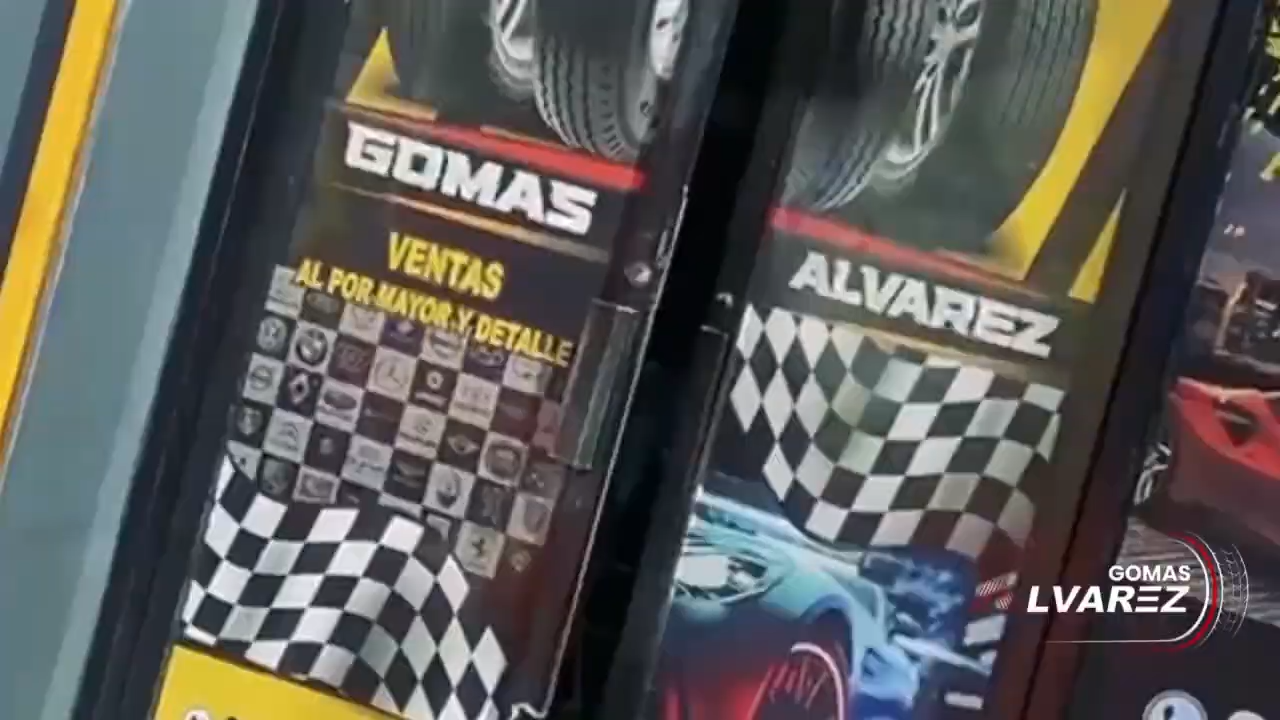 GOMAS
VENTAS
AL POR MAYOR Y DETALLE
ALVAREZ
GOMAS
LVAREZ